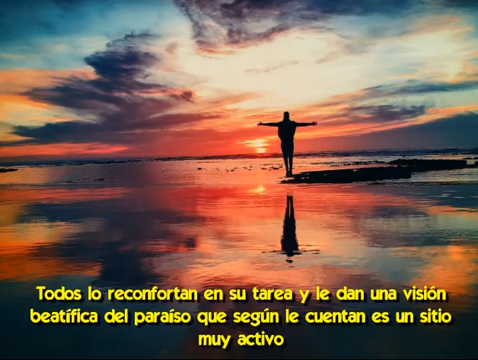 Todos lo reconfortan en su tarea y le dan una visión
beatífica del paraíso que según le cuentan es un sitio
muy activo